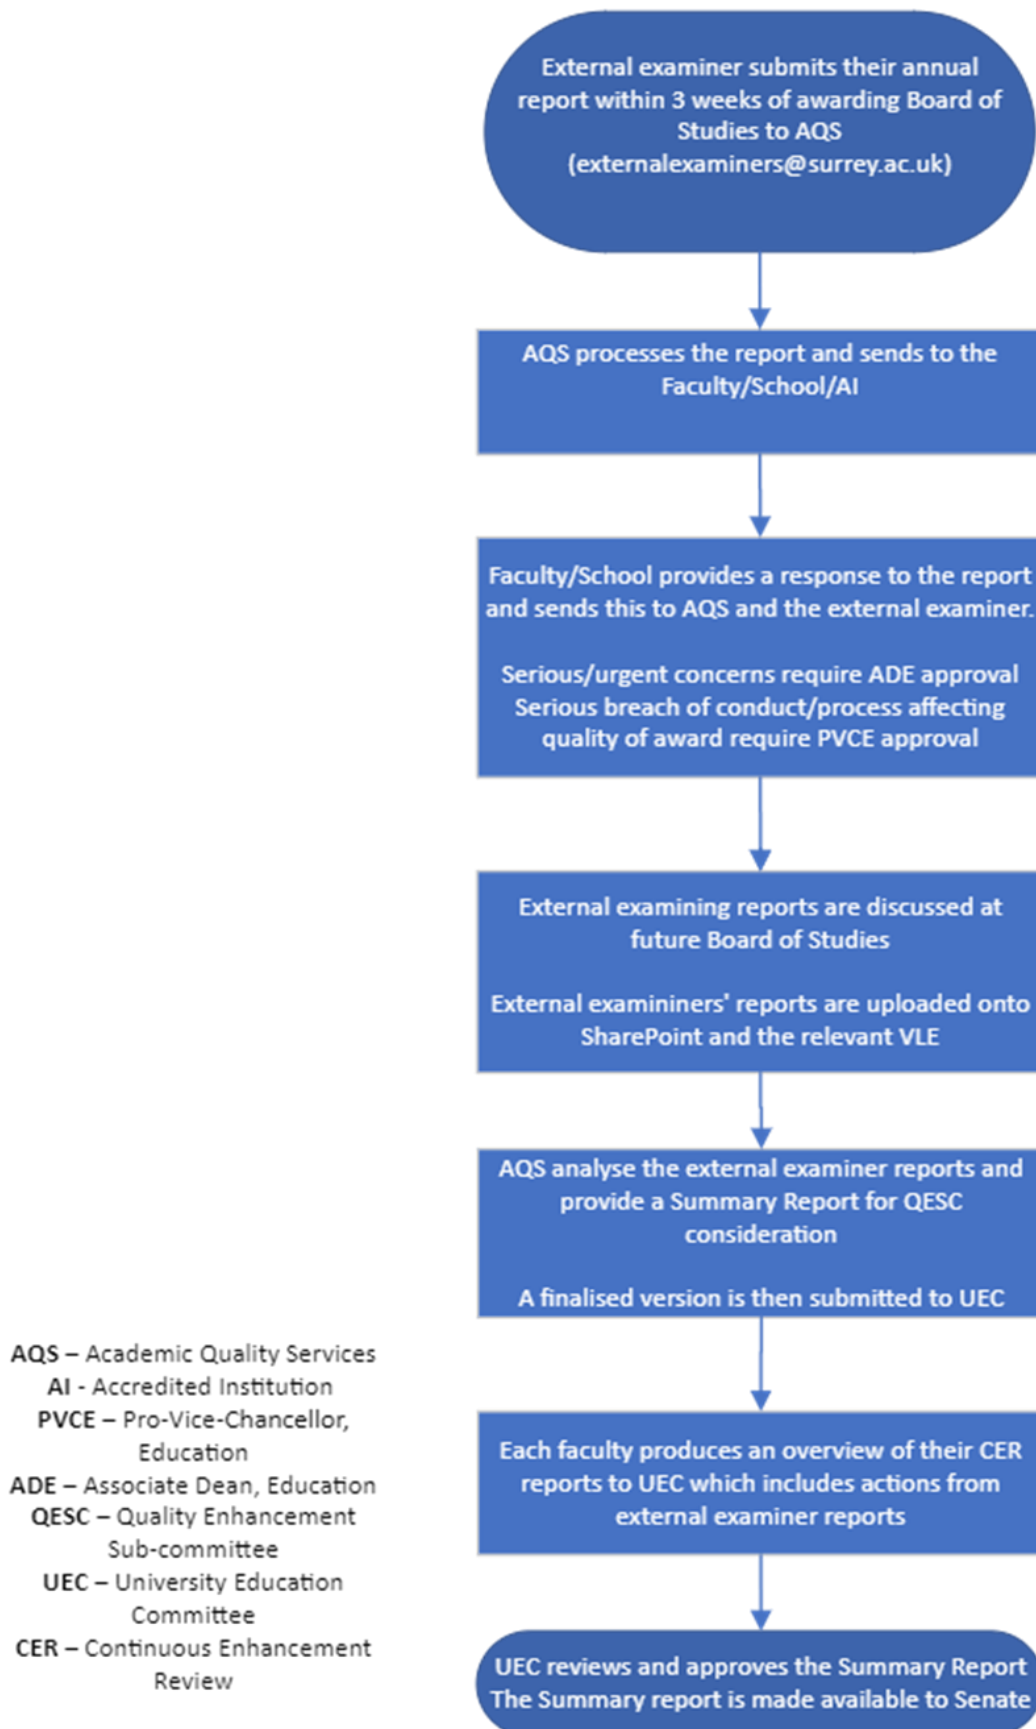 External examiner submits their annual
report within 3 weeks of awarding Board of
Studies to AQS
(externalexaminers@surrey.ac.uk)
AQS processes the report and sends to the
Faculty/School/AI
Faculty/School provides a response to the report
and sends this to AQS and the external examiner.
Serious/urgent concerns require ADE approval
Serious breach of conduct/process affecting
quality of award require PVCE approval
External examining reports are discussed at
future Board of Studies
External examininers' reports are uploaded onto
SharePoint and the relevant VLE
AQS analyse the external examiner reports and
provide a Summary Report for QESC
consideration
A finalised version is then submitted to UEC
Each faculty produces an overview of their CER
reports to UEC which includes actions from
external examiner reports
UEC reviews and approves the Summary Report
The Summary report is made available to Senate
AQS – Academic Quality Services
AI - Accredited Institution
PVCE – Pro-Vice-Chancellor,
Education
ADE – Associate Dean, Education
QESC – Quality Enhancement
Sub-committee
UEC – University Education
Committee
CER – Continuous Enhancement
Review